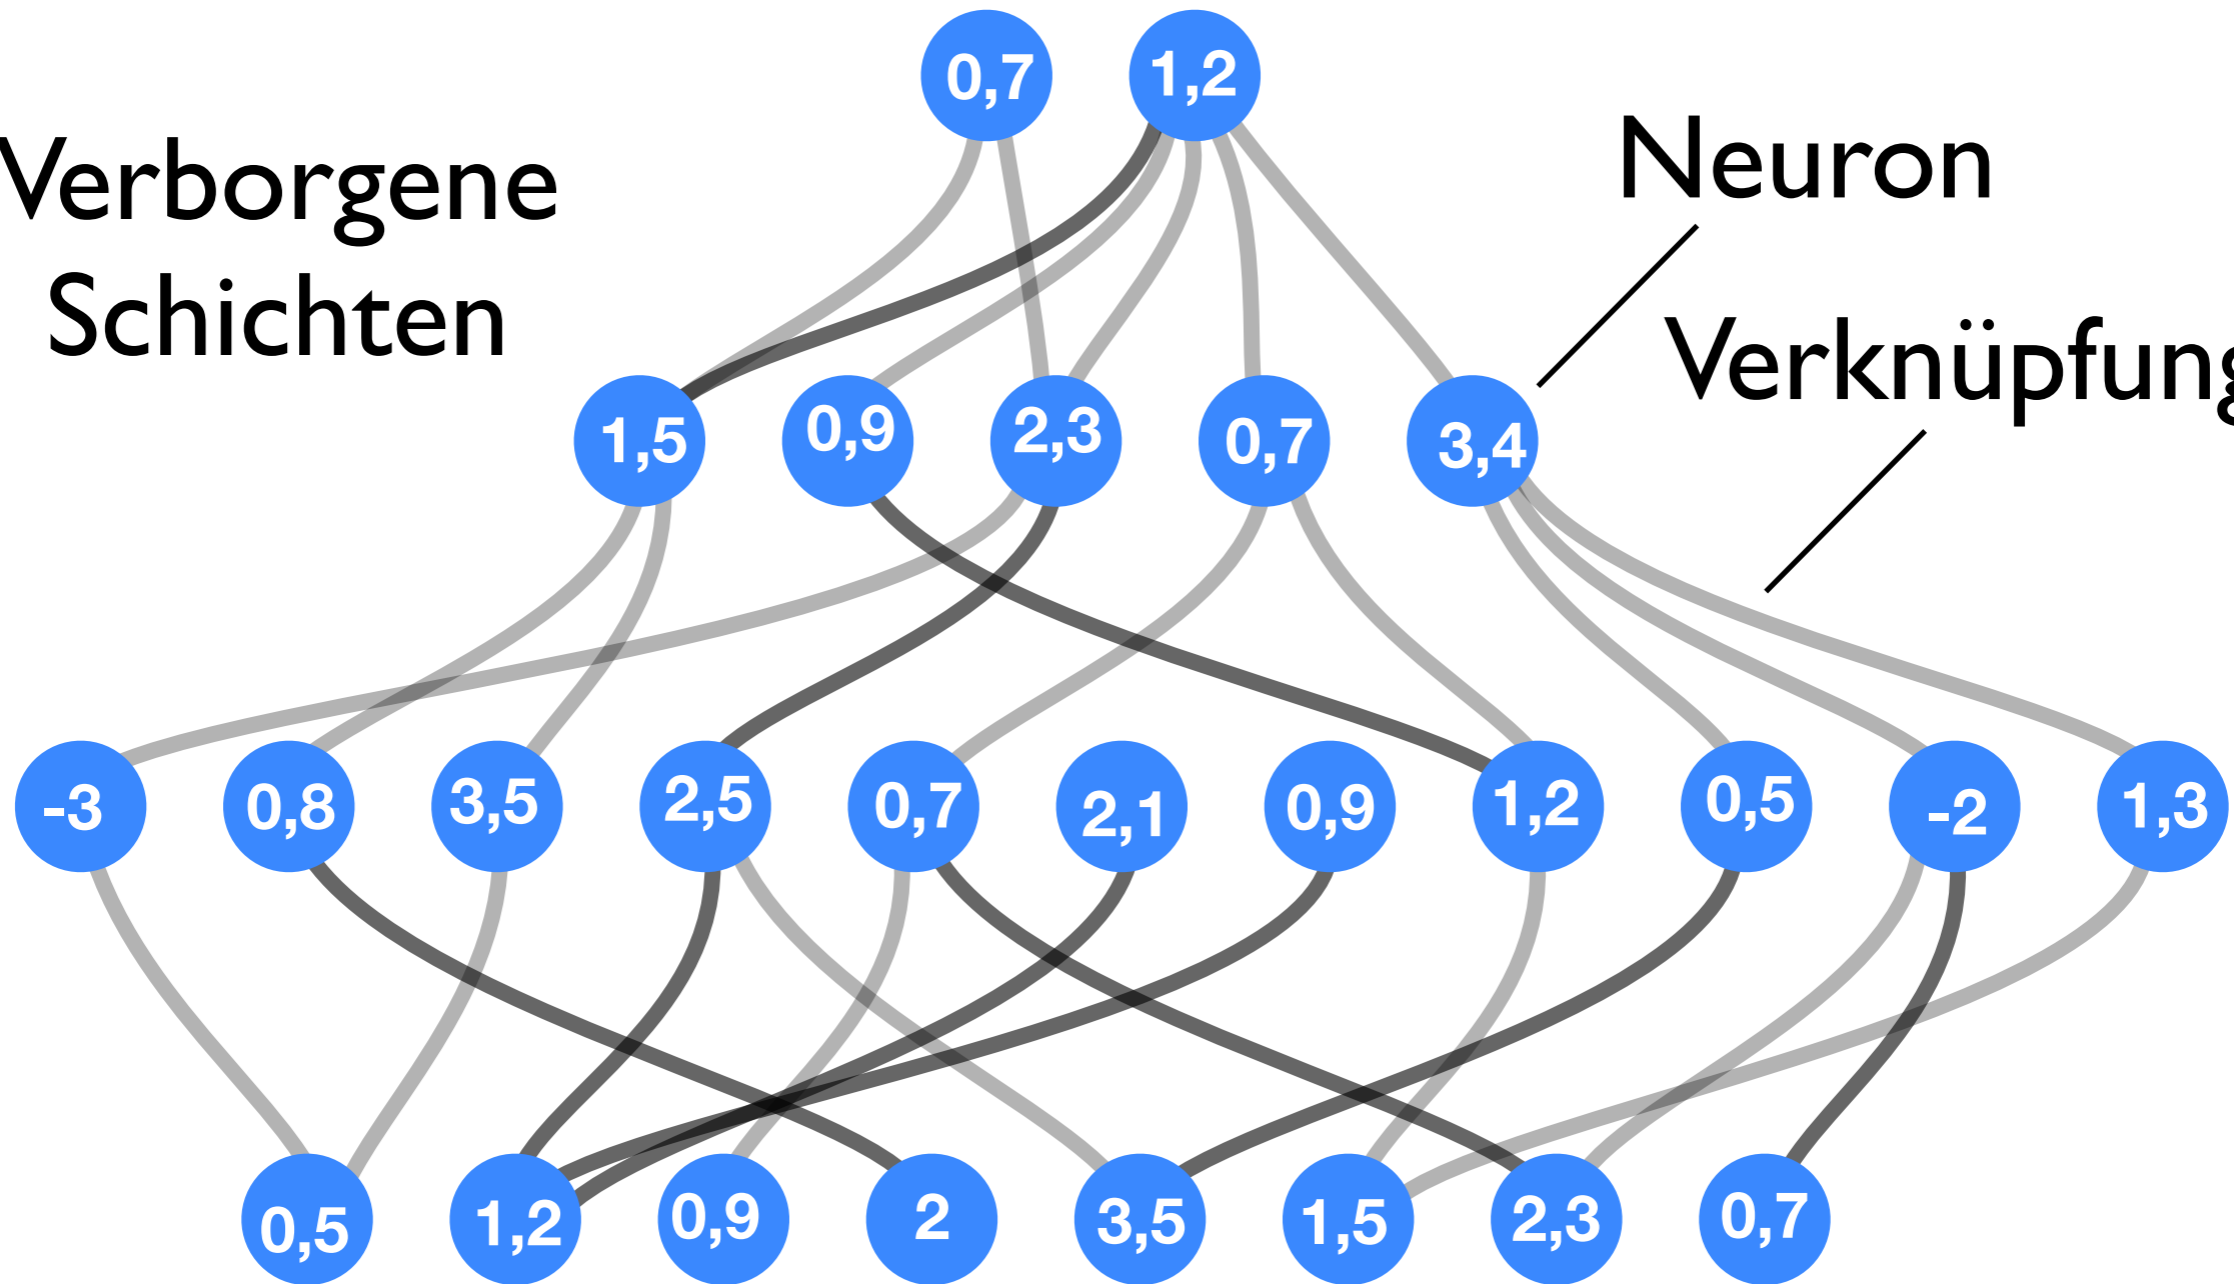 0,7 1,2
Verborgene
Schichten
Neuron
Verknüpfung
1,5 0,9 2,3 0,7 3,4
-3 0,8 3,5 2,5 0,7 2,1 0,9 1,2 0,5 -2 1,3
0,5 1,2 0,9 2 3,5 1,5 2,3 0,7